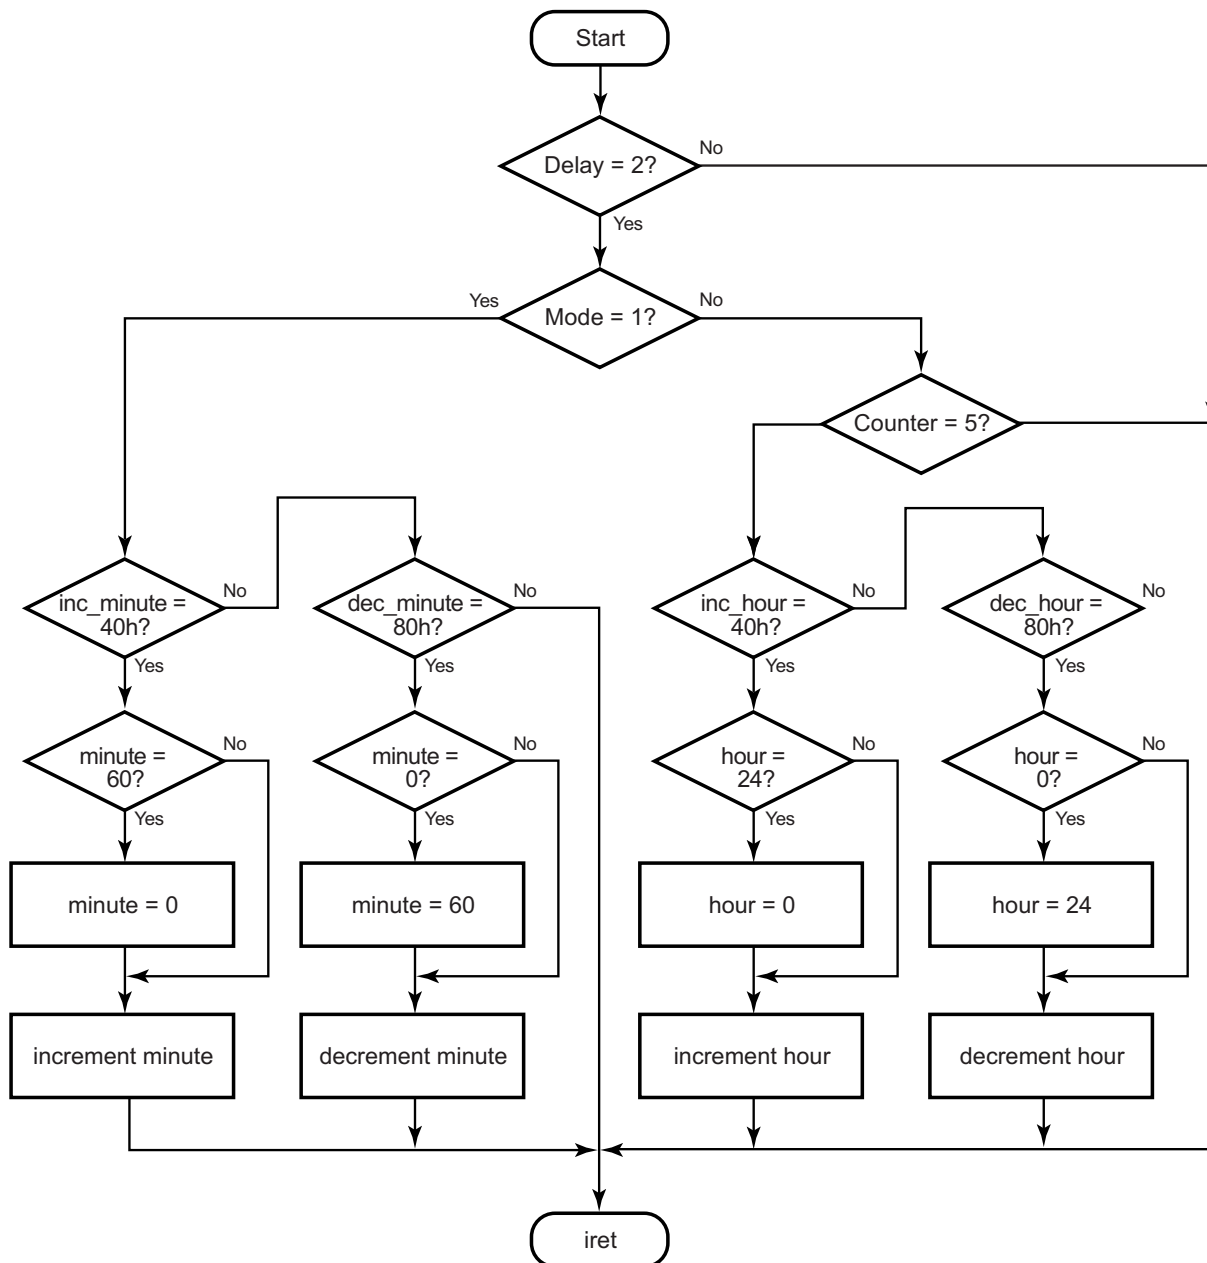 Start
Delay = 2?
No
Yes
Mode = 1?
Yes
No
Counter = 5?
inc_minute =
40h?
No
Yes
dec_minute =
80h?
No
Yes
inc_hour =
40h?
No
Yes
dec_hour =
80h?
No
Yes
minute =
60?
No
Yes
minute =
0?
No
Yes
hour =
24?
No
Yes
hour =
0?
No
Yes
minute = 0
minute = 60
hour = 0
hour = 24
increment minute
decrement minute
increment hour
decrement hour
iret